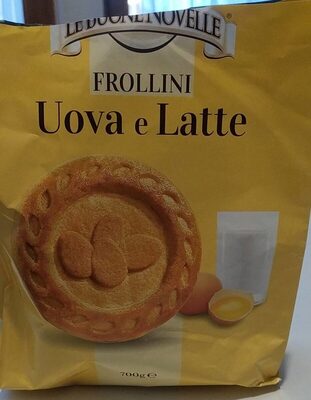 LE BUONE NOVELLE
FROLLINI
Uova e Latte
700g ℮